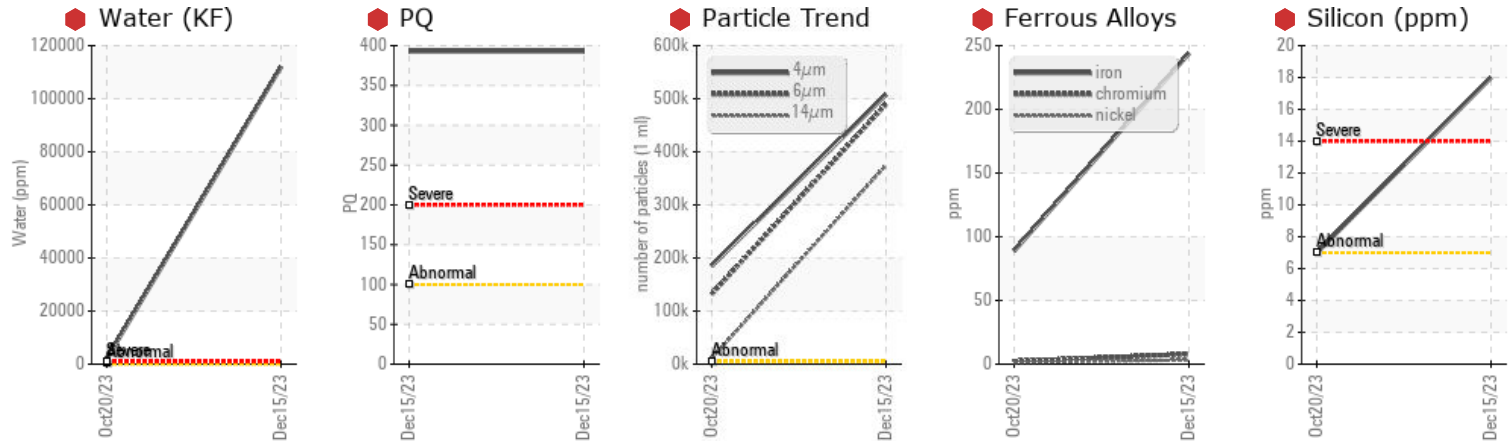 Water (KF)
120000
100000
80000
60000
40000
20000
0
Water (ppm)
Severe
Abnormal
Oct20/23
Dec15/23
PQ
400
350
300
250
200
150
100
50
0
PQ
Severe
Abnormal
Dec15/23
Dec15/23
Particle Trend
600k
500k
400k
300k
200k
100k
0k
number of particles (1 ml)
4µm
6µm
14µm
Abnormal
Oct20/23
Dec15/23
Ferrous Alloys
250
200
150
100
50
0
ppm
iron
chromium
nickel
Oct20/23
Dec15/23
Silicon (ppm)
20
18
16
14
12
10
8
6
4
2
0
ppm
Severe
Abnormal
Oct20/23
Dec15/23